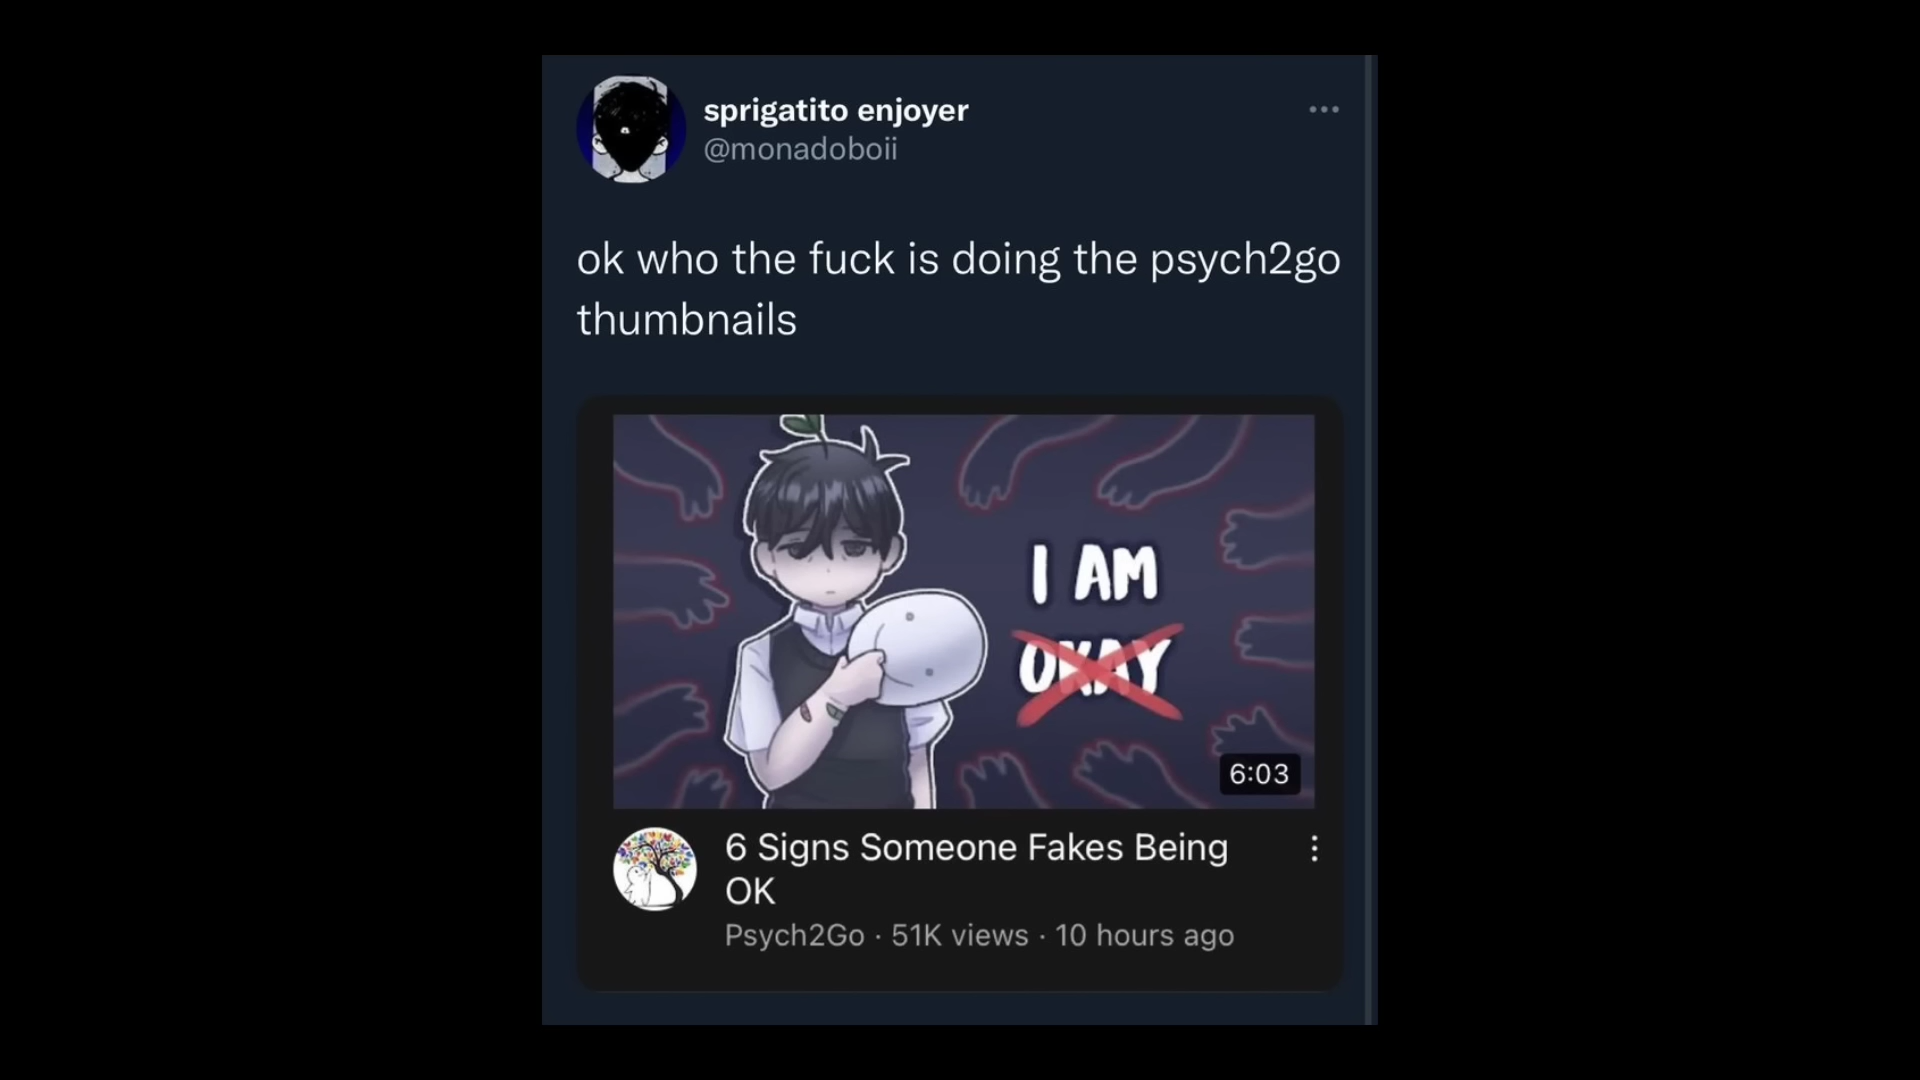 sprigatito enjoyer
@monadoboii
ok who the fuck is doing the psych2go
thumbnails
I AM
OKAY
6:03
6 Signs Someone Fakes Being
OK
Psych2Go · 51K views · 10 hours ago